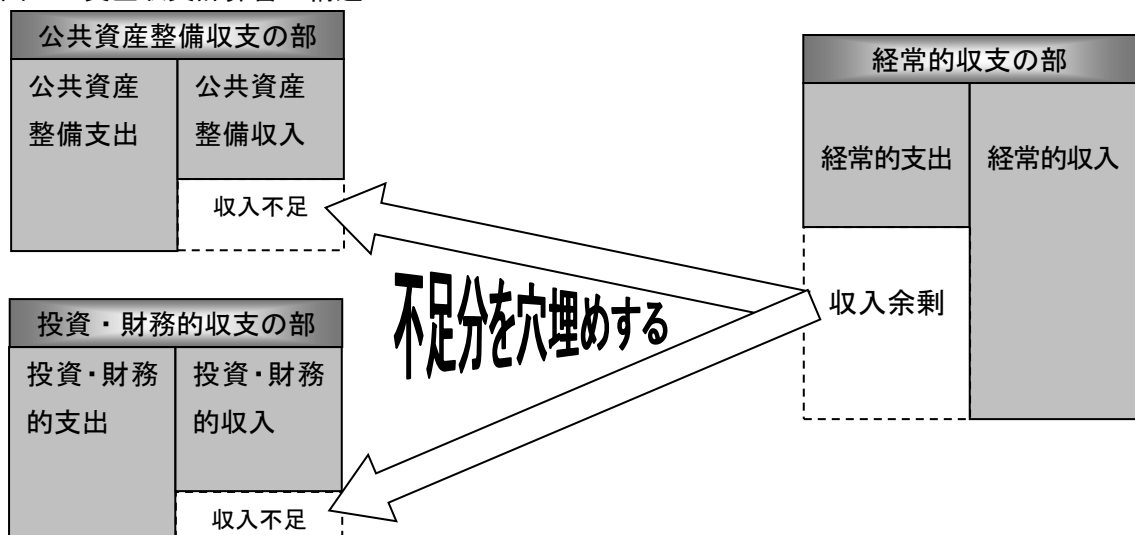 公共資産整備収支の部
公共資産
整備支出
公共資産
整備収入
収入不足
投資・財務的収支の部
投資・財務
的支出
投資・財務
的収入
収入不足
不足分を穴埋めする
経常的収支の部
経常的支出
経常的収入
収入余剰